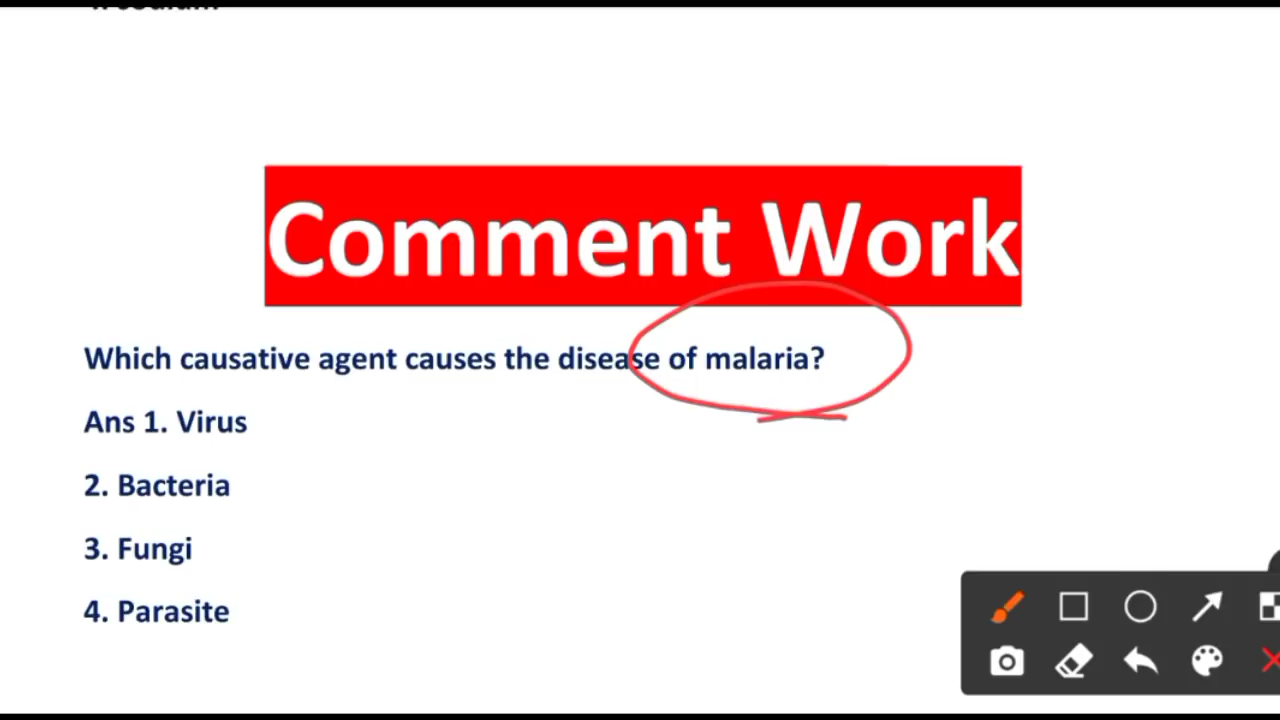 Comment Work
Which causative agent causes the disease of malaria?
Ans 1. Virus
2. Bacteria
3. Fungi
4. Parasite